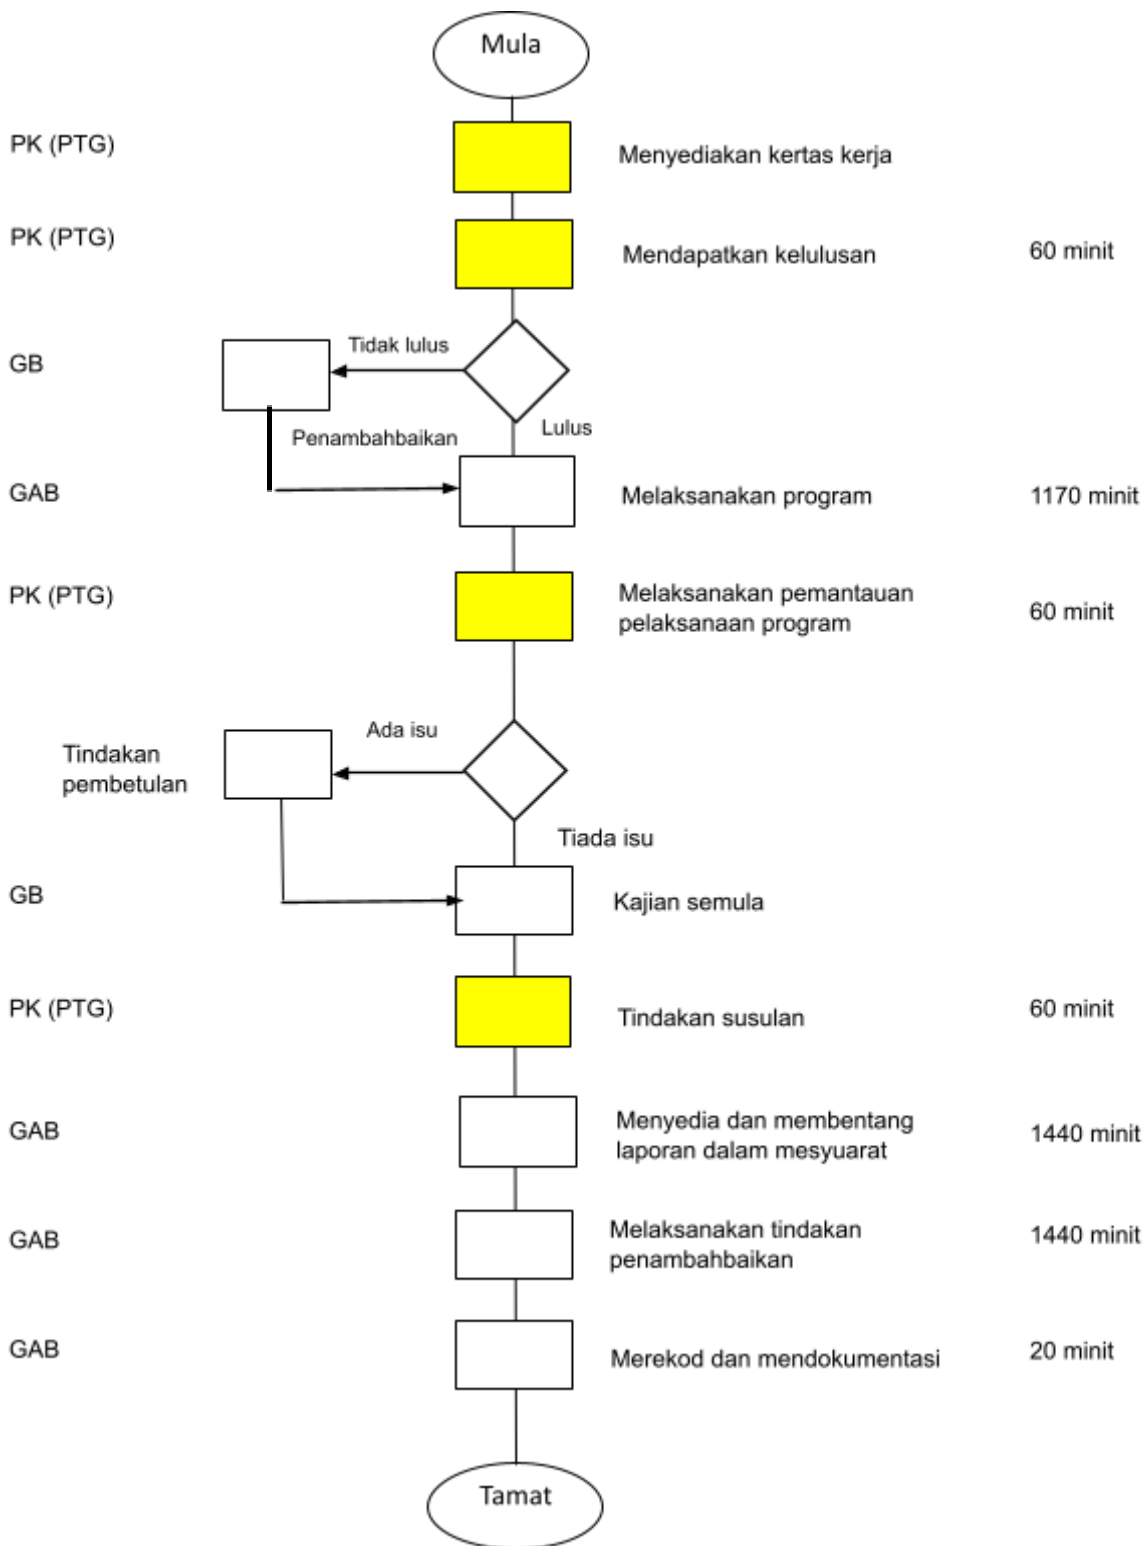 Mula
PK (PTG)
Menyediakan kertas kerja
PK (PTG)
Mendapatkan kelulusan
60 minit
GB
Tidak lulus
Penambahbaikan
Lulus
GAB
Melaksanakan program
1170 minit
PK (PTG)
Melaksanakan pemantauan
pelaksanaan program
60 minit
Ada isu
Tindakan
pembetulan
Tiada isu
GB
Kajian semula
PK (PTG)
Tindakan susulan
60 minit
GAB
Menyedia dan membentang
laporan dalam mesyuarat
1440 minit
GAB
Melaksanakan tindakan
penambahbaikan
1440 minit
GAB
Merekod dan mendokumentasi
20 minit
Tamat